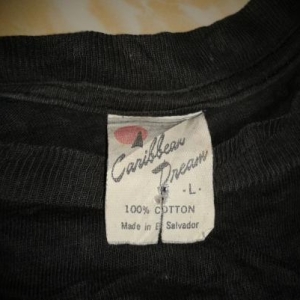 Caribbean
Dream
- L -
100% COTTON
Made in El Salvador